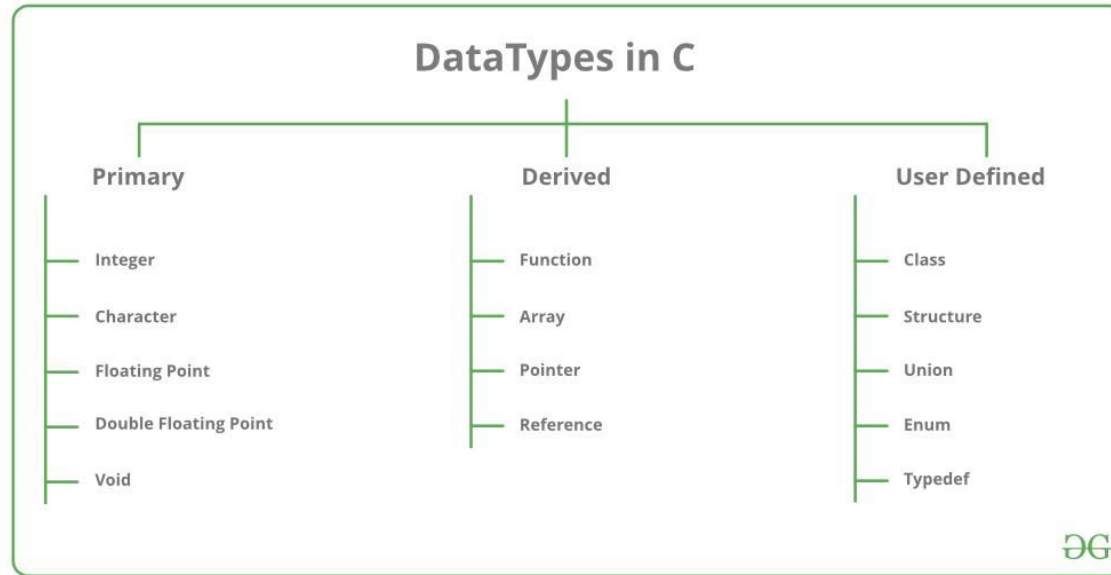 DataTypes in C
Primary
Integer
Character
Floating Point
Double Floating Point
Void
Derived
Function
Array
Pointer
Reference
User Defined
Class
Structure
Union
Enum
Typedef